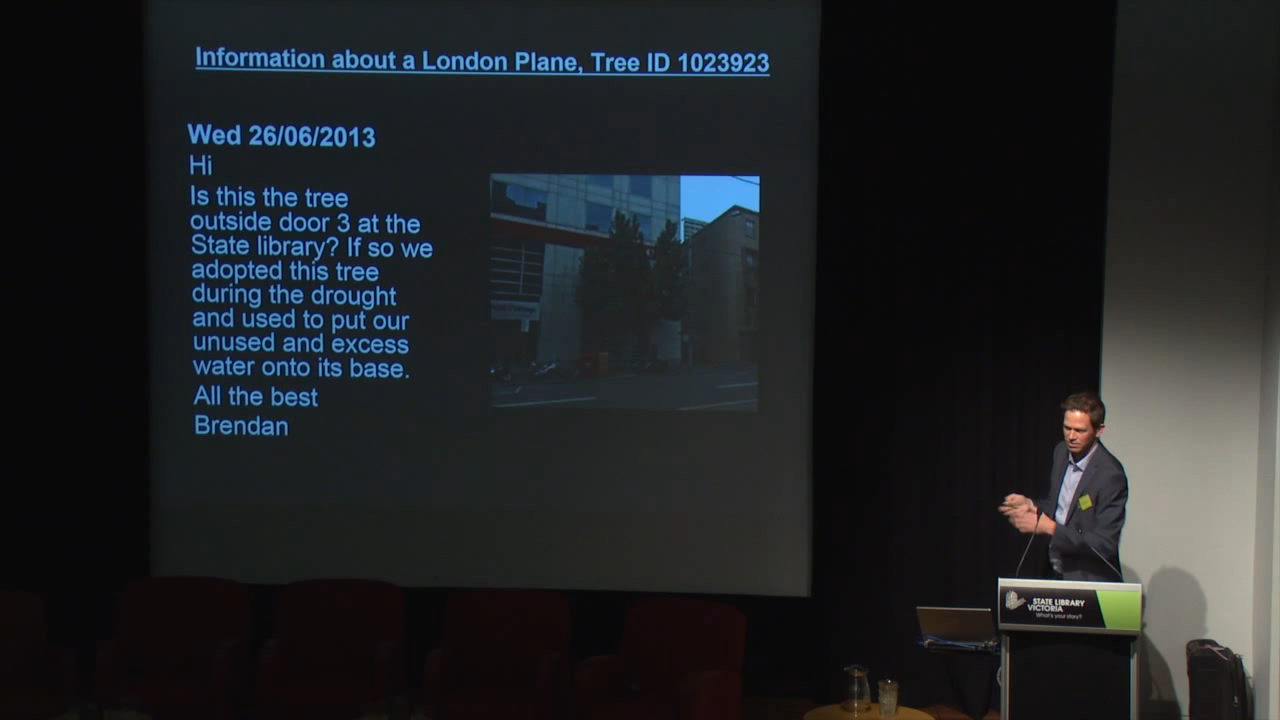 Information about a London Plane, Tree ID 1023923
Wed 26/06/2013
Hi
Is this the tree
outside door 3 at the
State library? If so we
adopted this tree
during the drought
and used to put our
unused and excess
water onto its base.
All the best
Brendan
STATE LIBRARY
VICTORIA
What's your story?